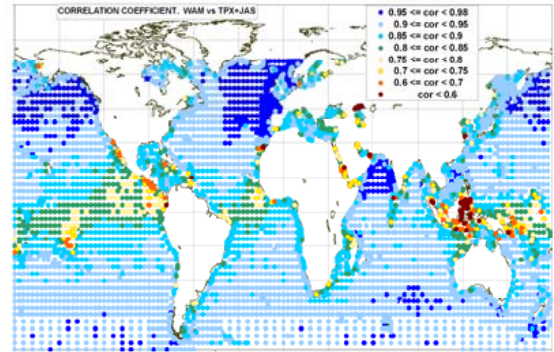 CORRELATION COEFFICIENT. WAM vs TPX+JAS
0.95 <= cor < 0.98
0.9 <= cor < 0.95
0.85 <= cor < 0.9
0.8 <= cor < 0.85
0.75 <= cor < 0.8
0.7 <= cor < 0.75
0.6 <= cor < 0.7
cor < 0.6